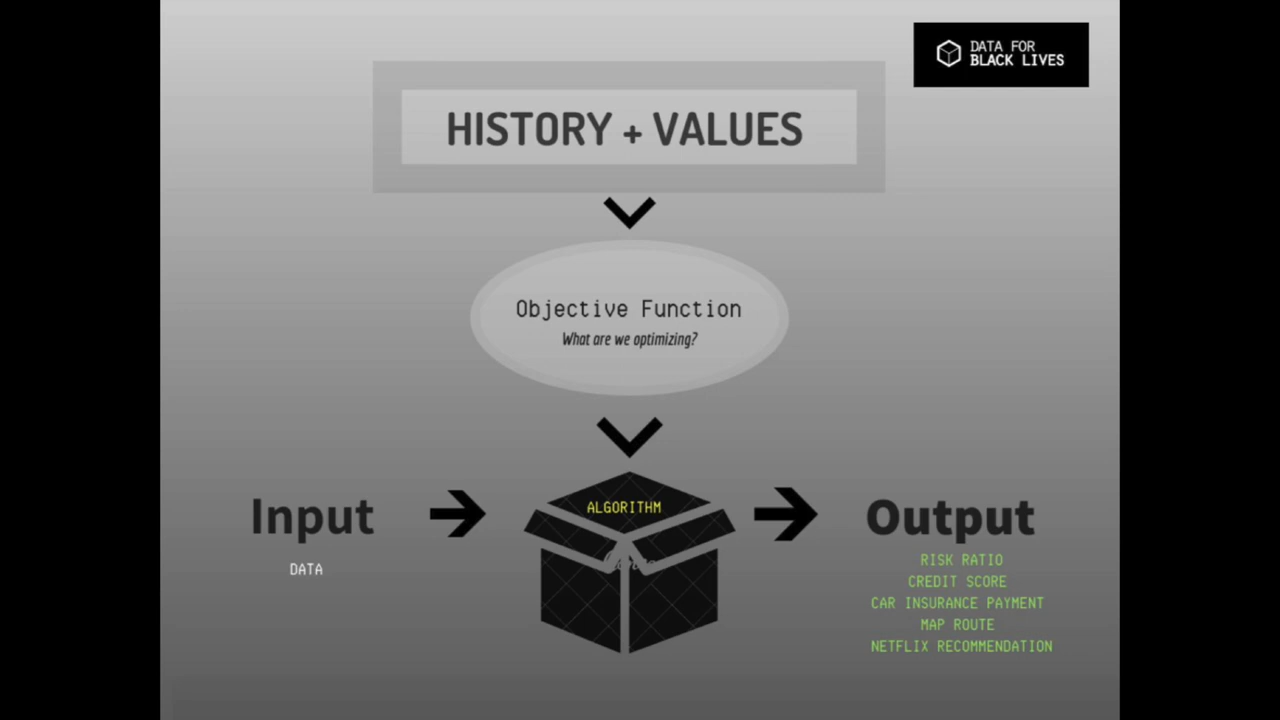 DATA FOR
BLACK LIVES
HISTORY + VALUES
Objective Function
What are we optimizing?
ALGORITHM
Input
DATA
Output
RISK RATIO
CREDIT SCORE
CAR INSURANCE PAYMENT
MAP ROUTE
NETFLIX RECOMMENDATION